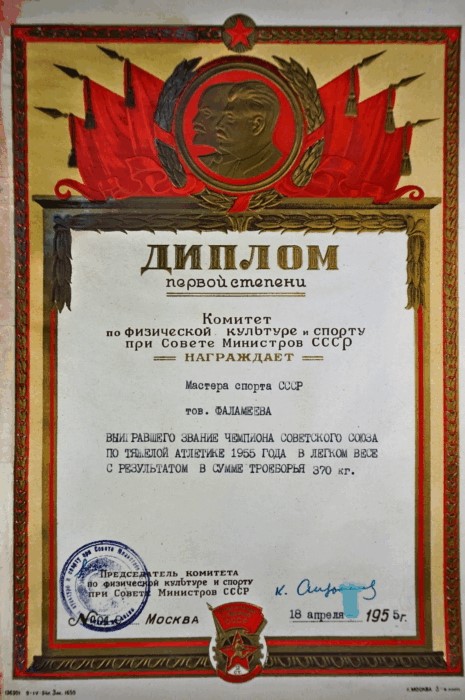 ДИПЛОМ
первой степени
Комитет
по физической культуре и спорту
при Совете Министров СССР
НАГРАЖДАЕТ
Мастера спорта СССР
тов. ФАЛАМЕЕВА
ВЫИГРАВШЕГО ЗВАНИЕ ЧЕМПИОНА СОВЕТСКОГО СОЮЗА
ПО ТЯЖЕЛОЙ АТЛЕТИКЕ 1955 ГОДА В ЛЕГКОМ ВЕСЕ
С РЕЗУЛЬТАТОМ В СУММЕ ТРОЕБОРЬЯ 370 кг.
Председатель комитета
по физической культуре и спорту
при Совете Министров СССР
№ Москва
18 апреля 1955г.